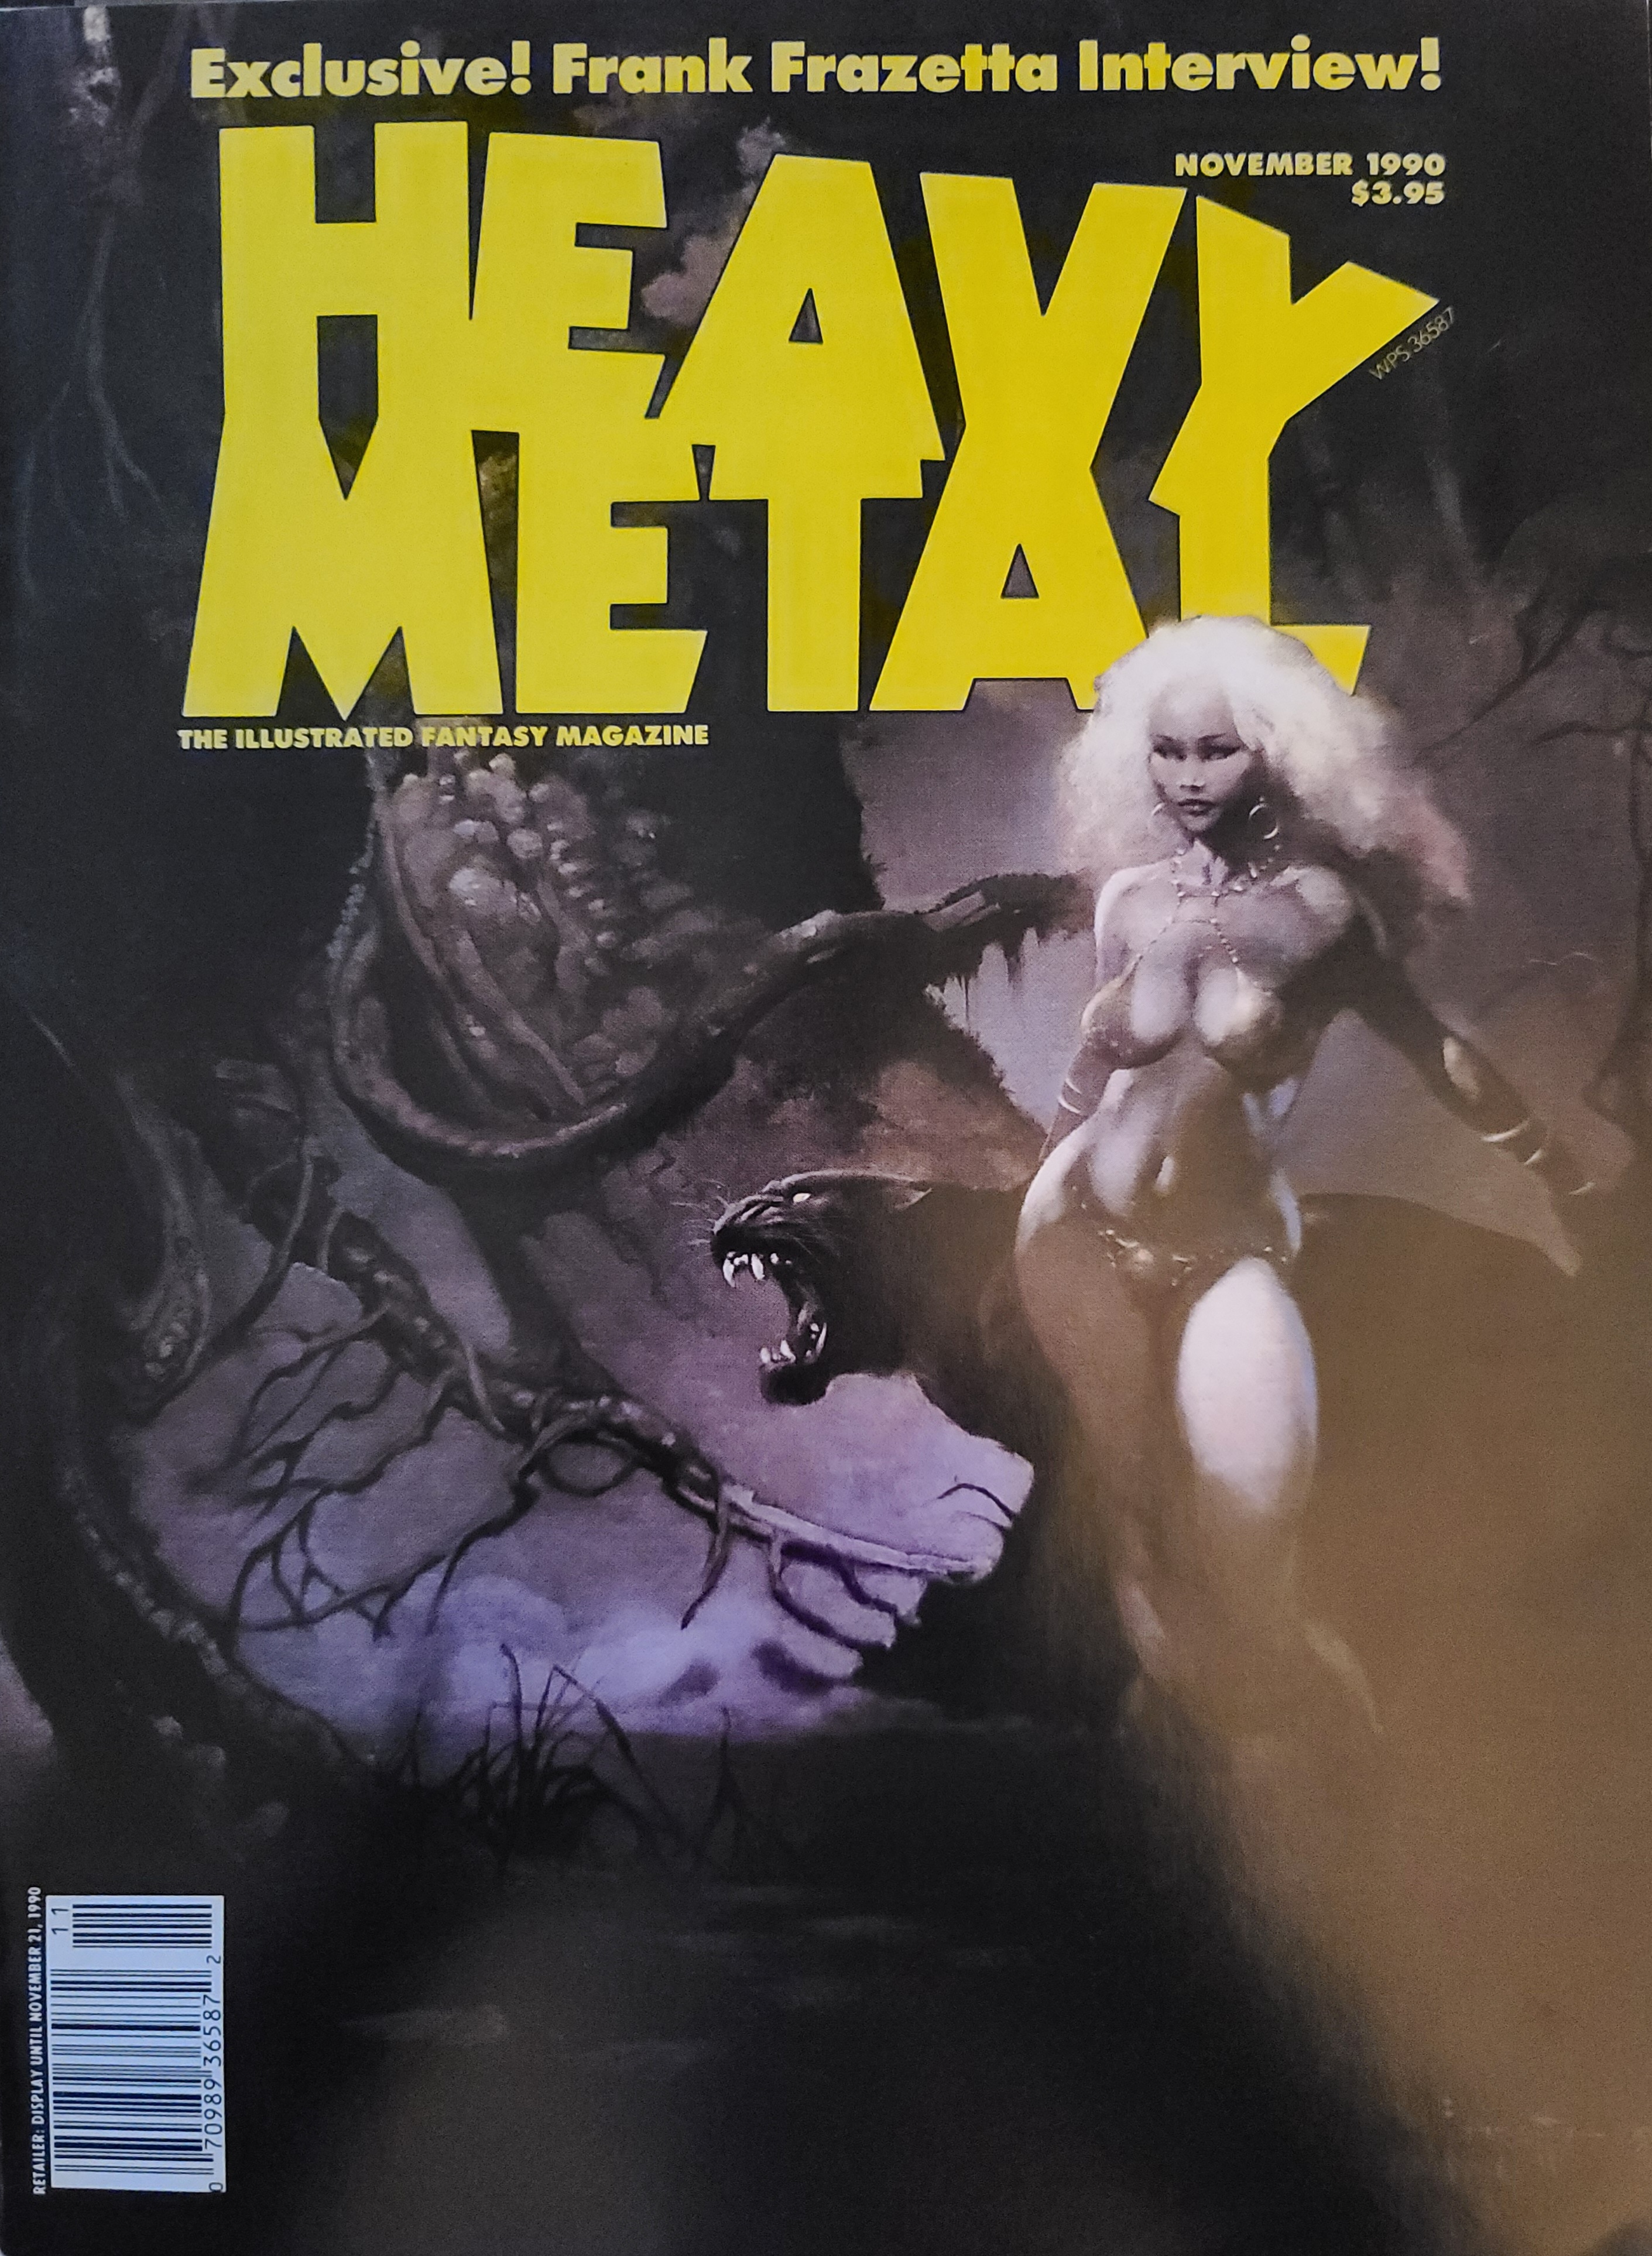 Exclusive! Frank Frazetta Interview!
HEAVY
METAL
NOVEMBER 1990
$3.95
WPS 36587
THE ILLUSTRATED FANTASY MAGAZINE
RETAILER: DISPLAY UNTIL NOVEMBER 21, 1990
11
0 70989 36587 2